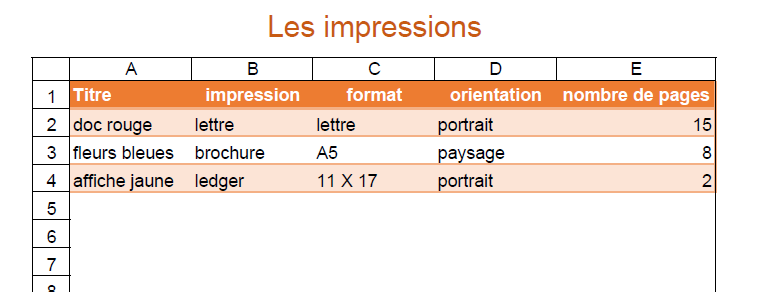 Les impressions
A B C D E
1 Titre impression format orientation nombre de pages
2 doc rouge lettre lettre portrait 15
3 fleurs bleues brochure A5 paysage 8
4 affiche jaune ledger 11 X 17 portrait 2
5
6
7
8